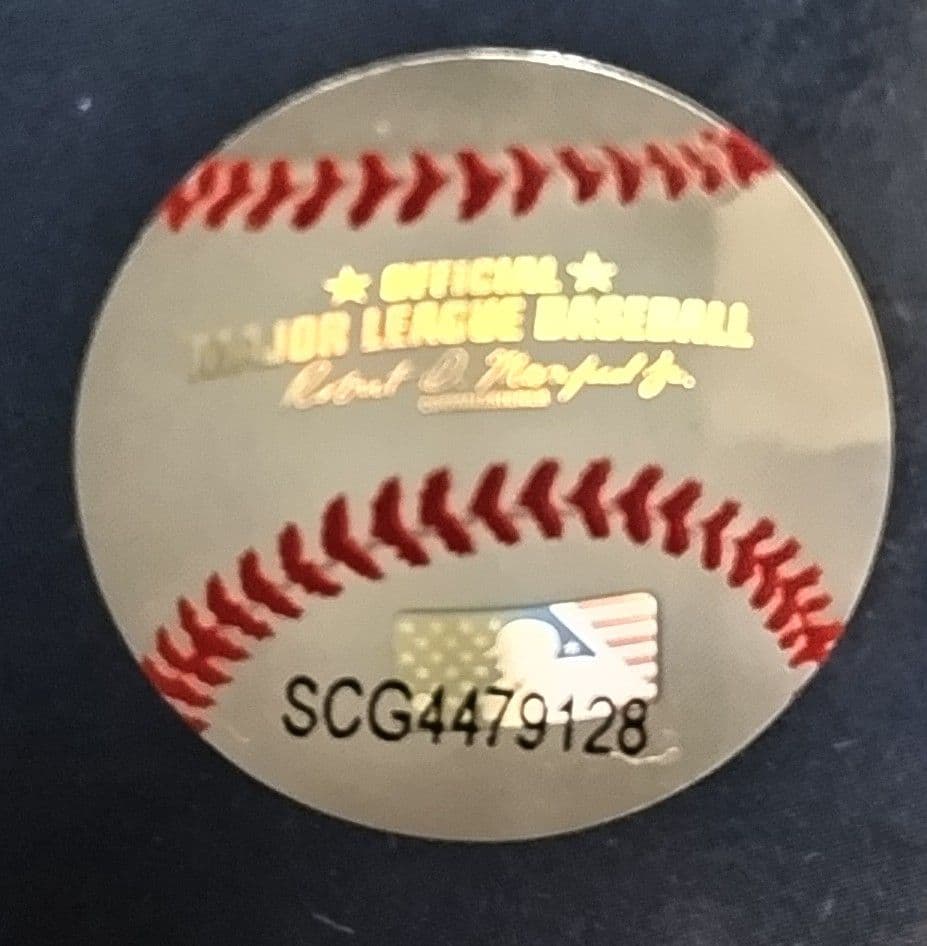 OFFICIAL
MAJOR LEAGUE BASEBALL
Robert D. Manfred Jr.
SCG4479128